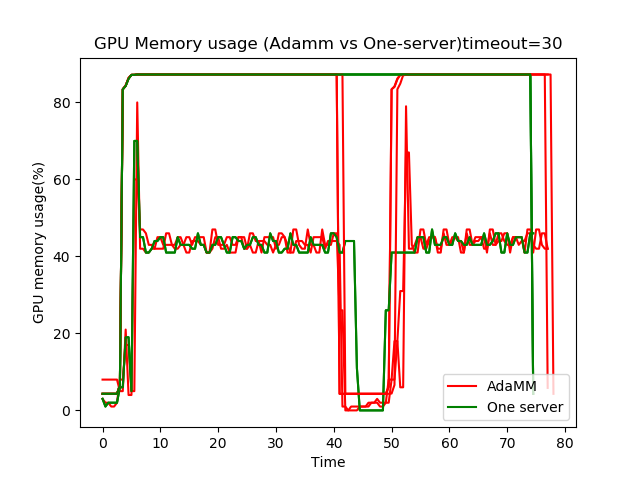 GPU Memory usage (Adamm vs One-server)timeout=30
GPU memory usage(%)
80
60
40
20
0
0 10 20 30 40 50 60 70 80
Time
AdaMM
One server